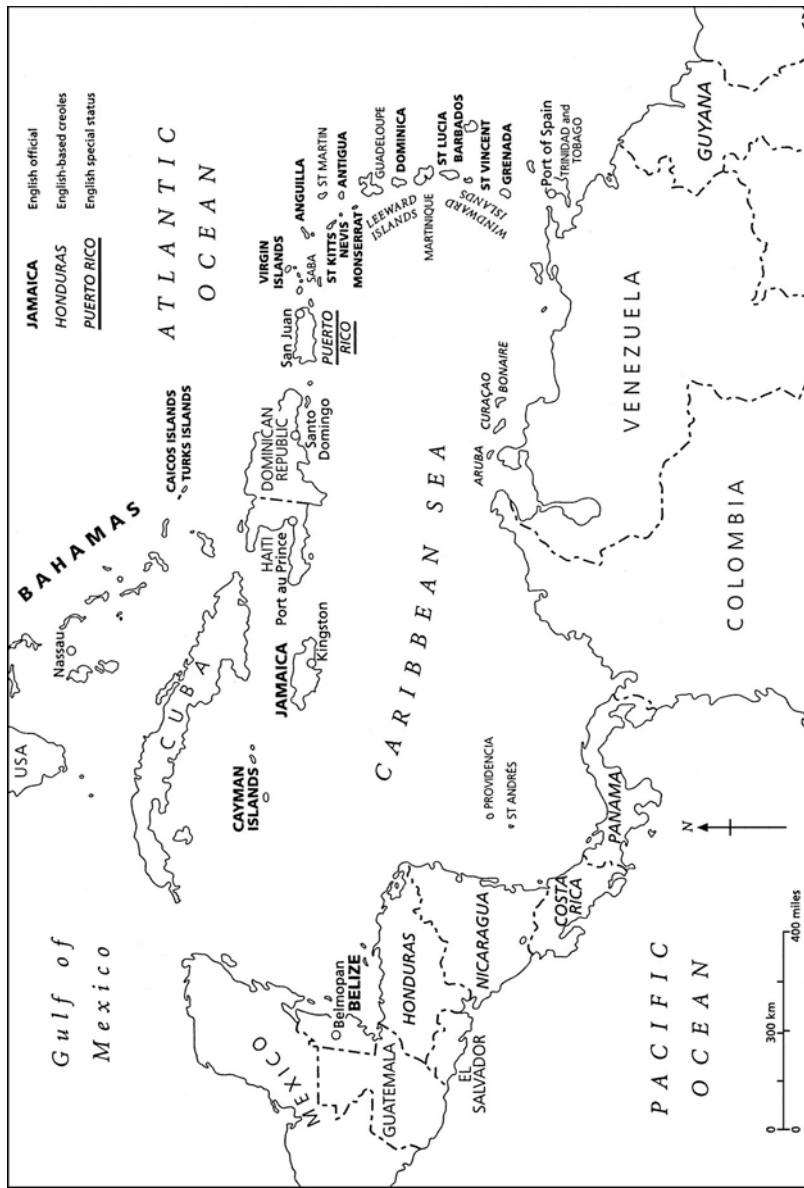 JAMAICA English official
HONDURAS English-based creoles
PUERTO RICO English special status
Gulf of
Mexico
USA
Nassau
BAHAMAS
ATLANTIC
OCEAN
CAICOS ISLANDS
TURKS ISLANDS
CUBA
CAYMAN
ISLANDS
JAMAICA
Kingston
HAITI
Port au Prince
DOMINICAN
REPUBLIC
Santo
Domingo
San Juan
PUERTO
RICO
VIRGIN
ISLANDS
SABA
ANGUILLA
ST MARTIN
ST KITTS
NEVIS
ANTIGUA
MONSERRAT
GUADELOUPE
LEEWARD
ISLANDS
DOMINICA
MARTINIQUE
ST LUCIA
BARBADOS
WINDWARD
ISLANDS
ST VINCENT
GRENADA
Port of Spain
TRINIDAD and
TOBAGO
MEXICO
Belmopan
BELIZE
GUATEMALA
HONDURAS
EL
SALVADOR
NICARAGUA
COSTA
RICA
PANAMA
PROVIDENCIA
ST ANDRÉS
CARIBBEAN SEA
ARUBA
CURAÇAO
BONAIRE
COLOMBIA
VENEZUELA
GUYANA
PACIFIC
OCEAN
N
0 300 km
0 400 miles